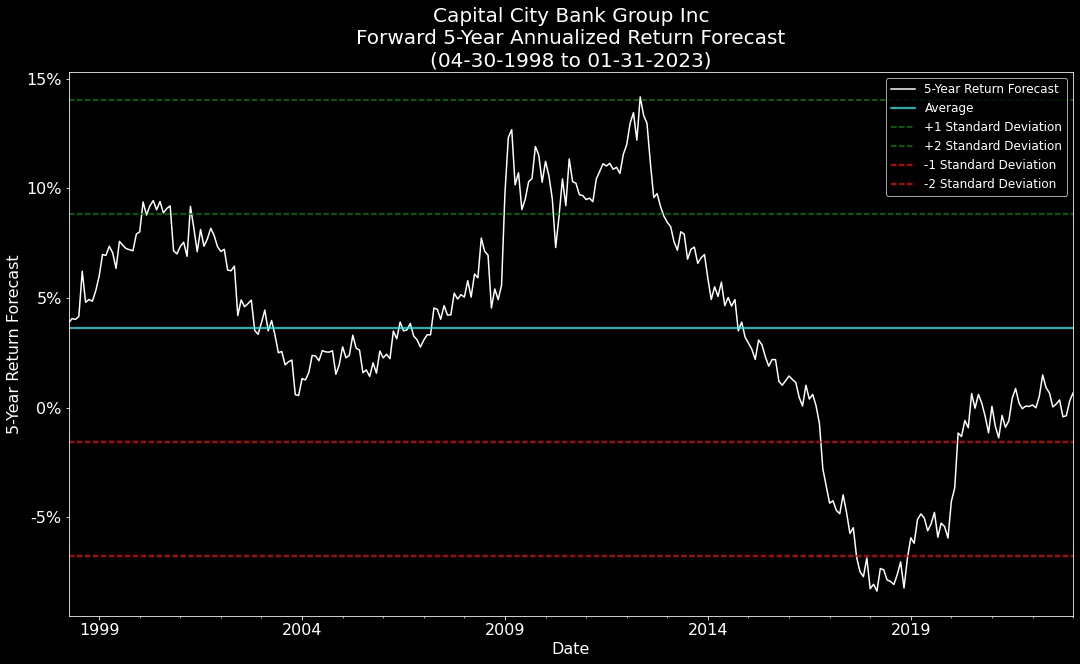 Capital City Bank Group Inc
Forward 5-Year Annualized Return Forecast
(04-30-1998 to 01-31-2023)
15%
10%
5%
0%
-5%
5-Year Return Forecast
5-Year Return Forecast
Average
+1 Standard Deviation
+2 Standard Deviation
-1 Standard Deviation
-2 Standard Deviation
1999
2004
2009
2014
2019
Date